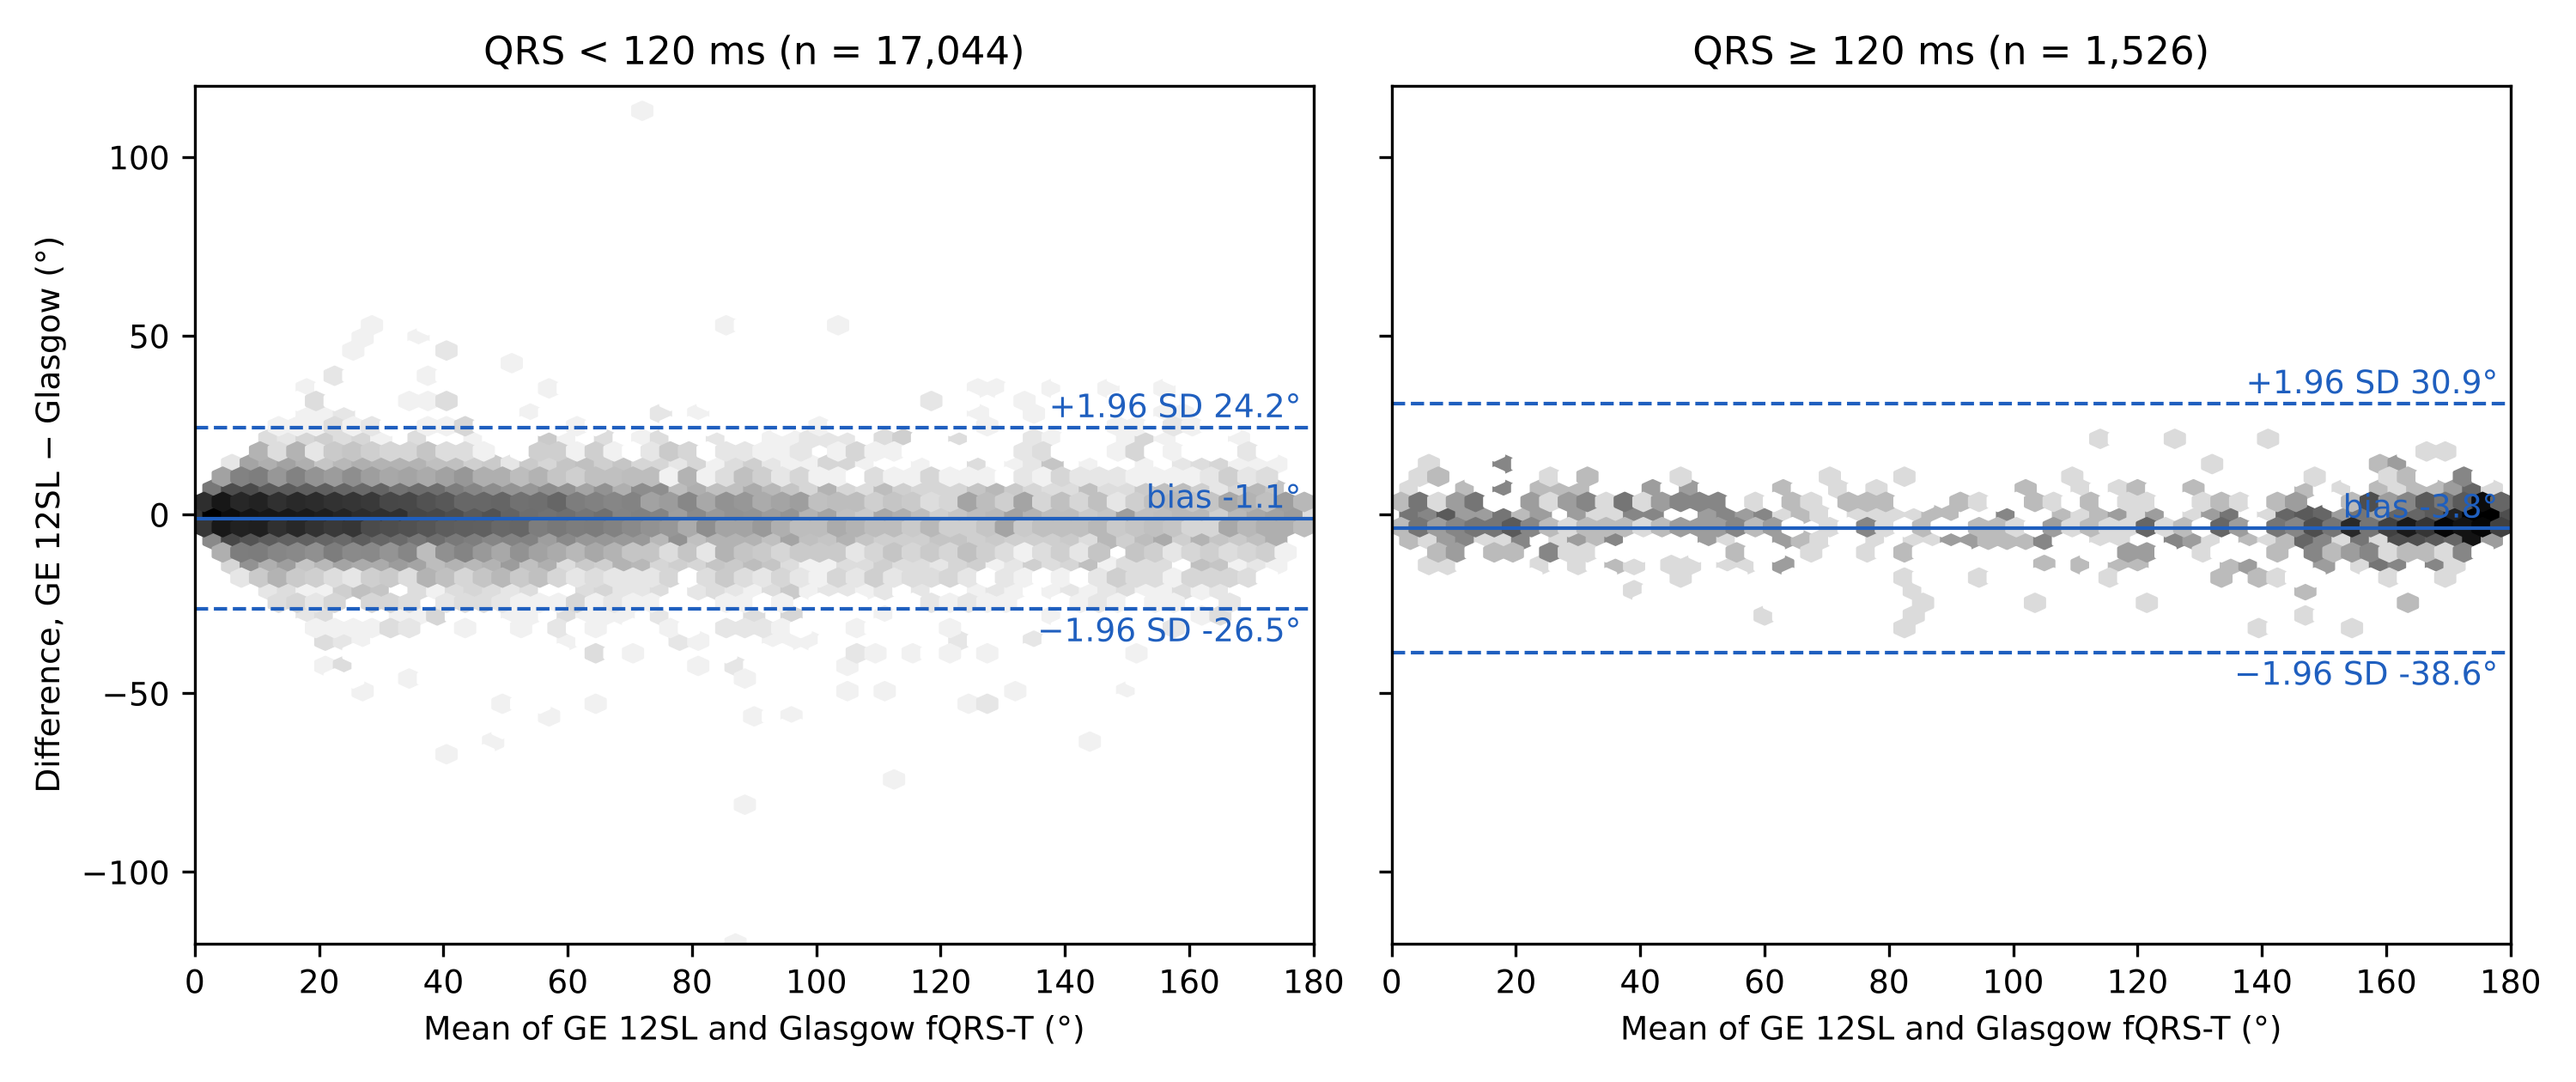 QRS < 120 ms (n = 17,044)
QRS ≥ 120 ms (n = 1,526)
Difference, GE 12SL − Glasgow (°)
100
50
0
−50
−100
+1.96 SD 24.2°
bias -1.1°
−1.96 SD -26.5°
+1.96 SD 30.9°
bias -3.8°
−1.96 SD -38.6°
0 20 40 60 80 100 120 140 160 180
0 20 40 60 80 100 120 140 160 180
Mean of GE 12SL and Glasgow fQRS-T (°)
Mean of GE 12SL and Glasgow fQRS-T (°)